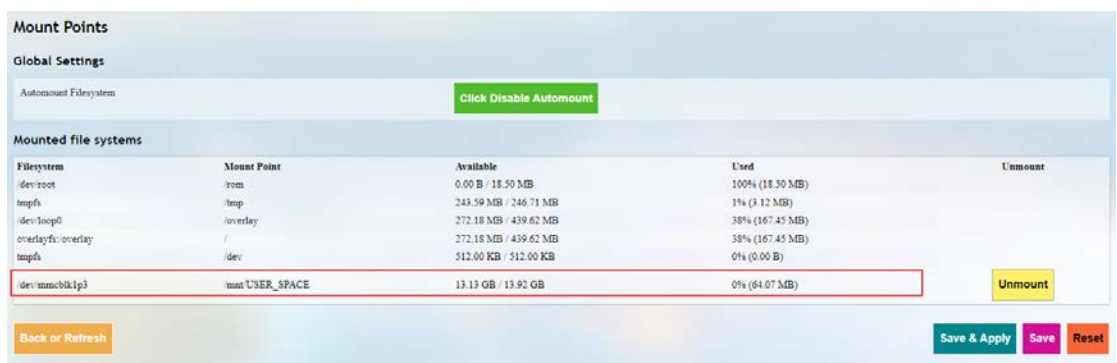 Mount Points
Global Settings
Automount Filesystem Click Disable Automount
Mounted file systems
Filesystem Mount Point Available Used Unmount
/dev/root /rom 0.00 B / 18.50 MB 100% (18.50 MB)
tmpfs /tmp 243.59 MB / 246.71 MB 1% (3.12 MB)
/dev/loop0 /overlay 272.18 MB / 439.62 MB 38% (167.45 MB)
overlayfs:/overlay / 272.18 MB / 439.62 MB 38% (167.45 MB)
tmpfs /dev 512.00 KB / 512.00 KB 0% (0.00 B)
/dev/mmcblk1p3 /mnt/USER_SPACE 13.13 GB / 13.92 GB 0% (64.07 MB) Unmount
Back or Refresh Save & Apply Save Reset